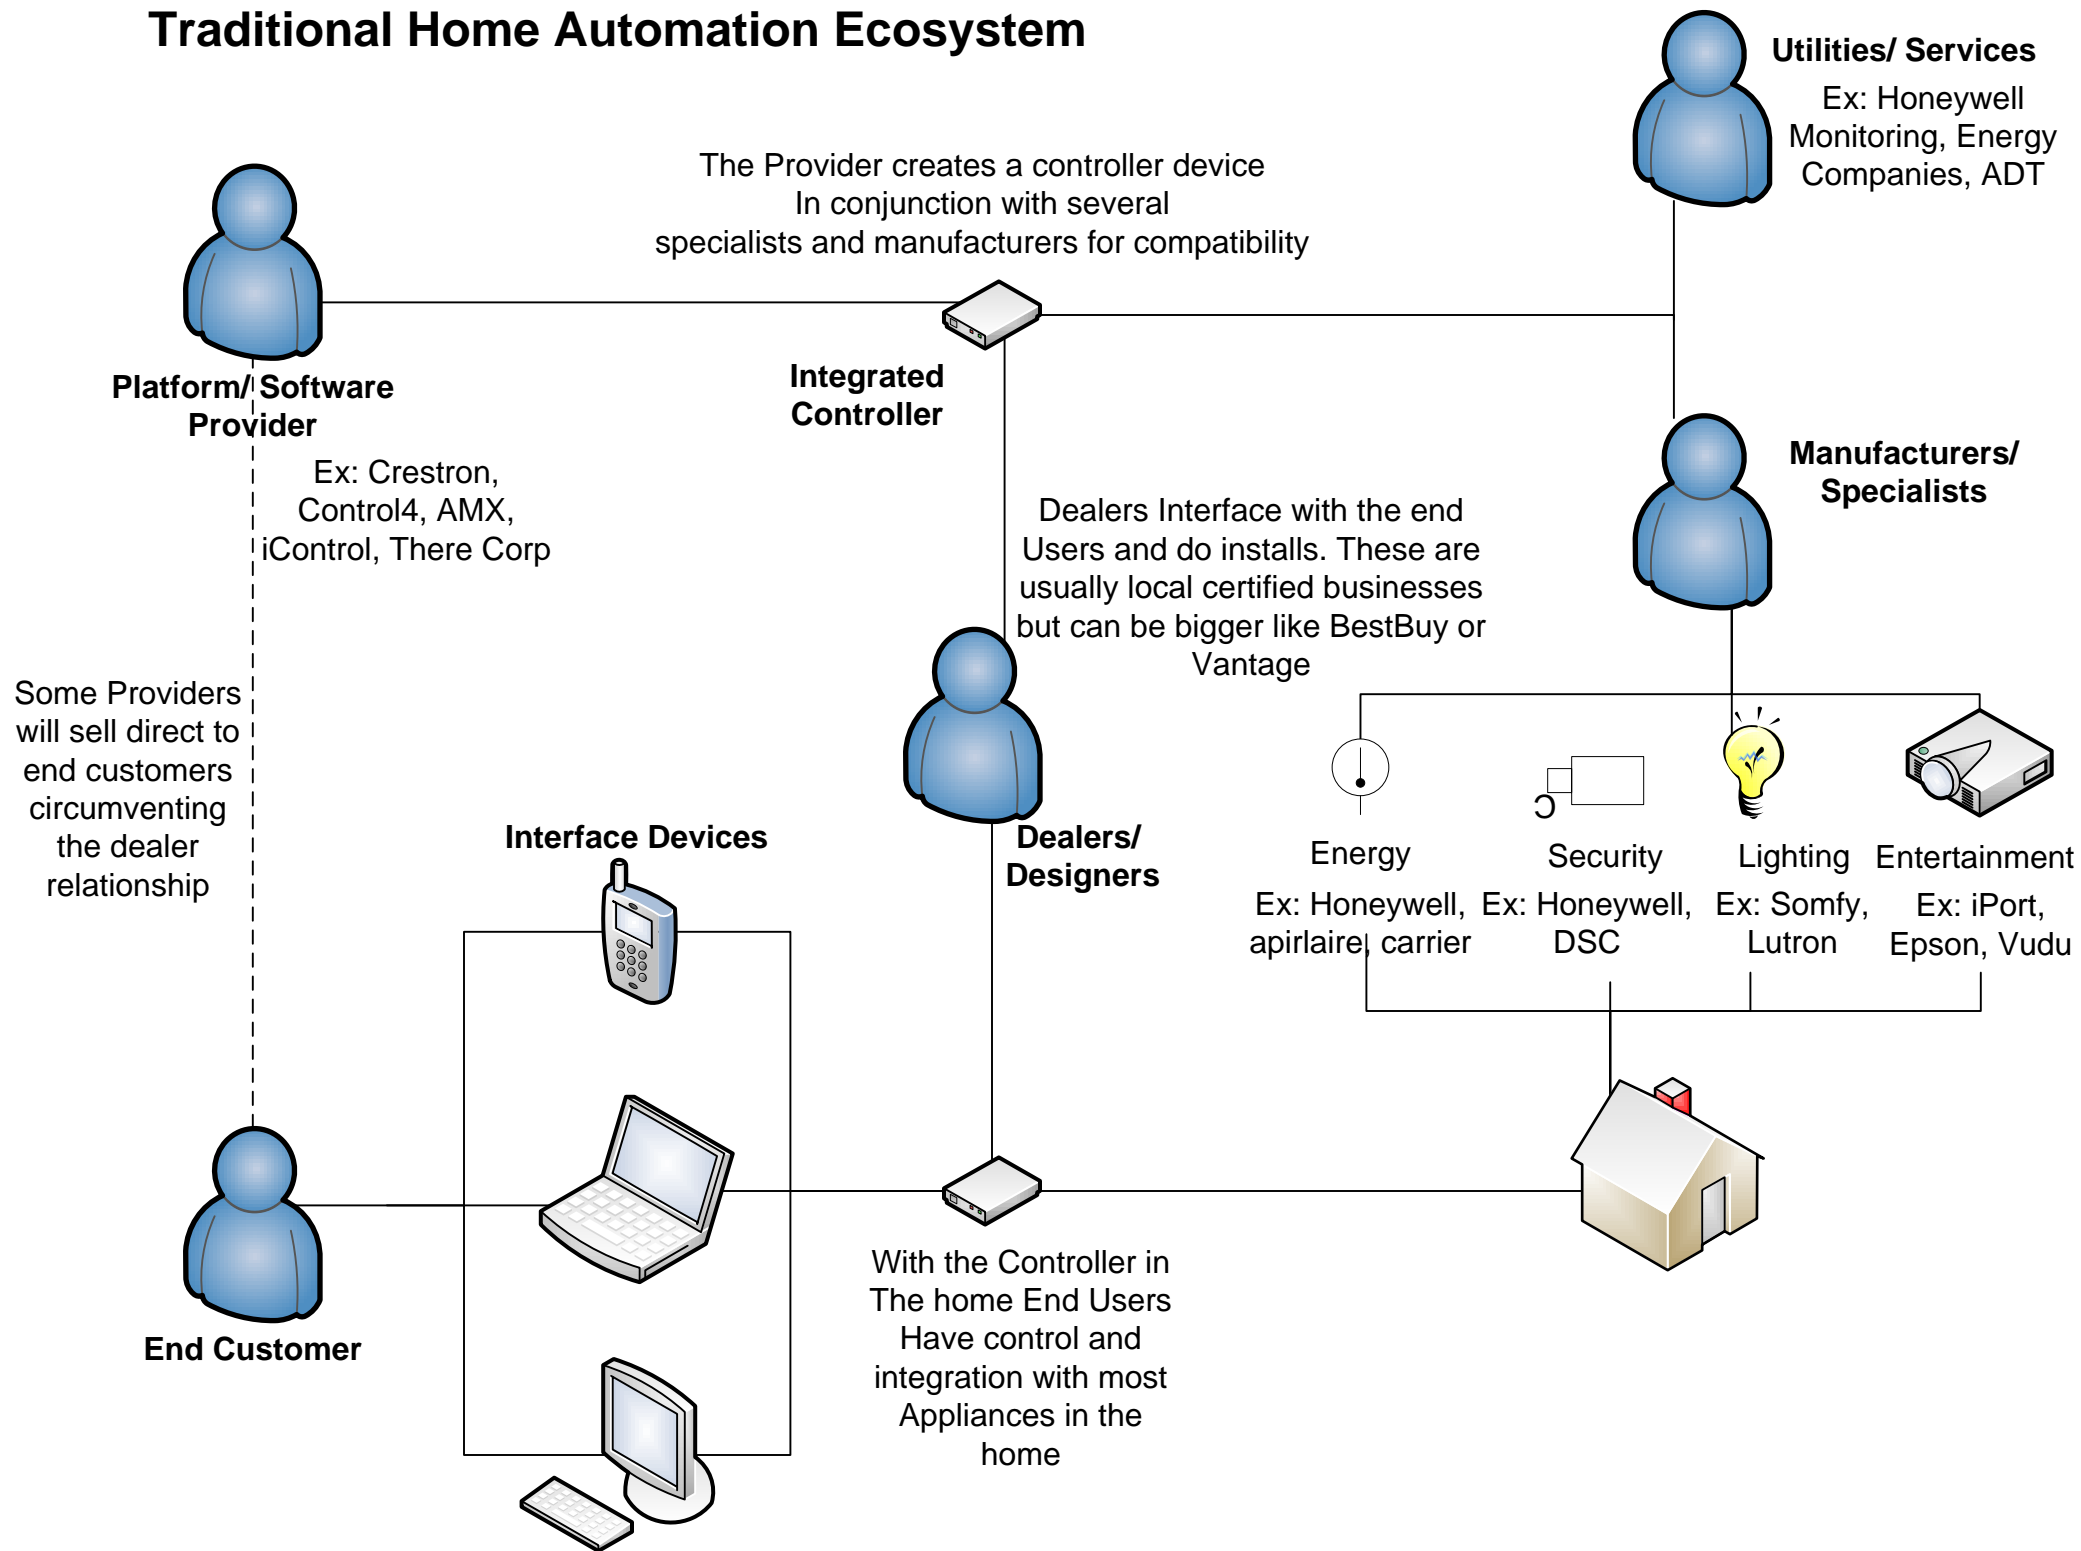 Traditional Home Automation Ecosystem
Utilities/ Services
Ex: Honeywell
Monitoring, Energy
Companies, ADT
The Provider creates a controller device
In conjunction with several
specialists and manufacturers for compatibility
Platform/ Software
Provider
Ex: Crestron,
Control4, AMX,
iControl, There Corp
Integrated
Controller
Manufacturers/
Specialists
Dealers Interface with the end
Users and do installs. These are
usually local certified businesses
but can be bigger like BestBuy or
Vantage
Some Providers
will sell direct to
end customers
circumventing
the dealer
relationship
Interface Devices
Dealers/
Designers
Energy
Ex: Honeywell,
apirlaire, carrier
Security
Ex: Honeywell,
DSC
Lighting
Ex: Somfy,
Lutron
Entertainment
Ex: iPort,
Epson, Vudu
End Customer
With the Controller in
The home End Users
Have control and
integration with most
Appliances in the
home